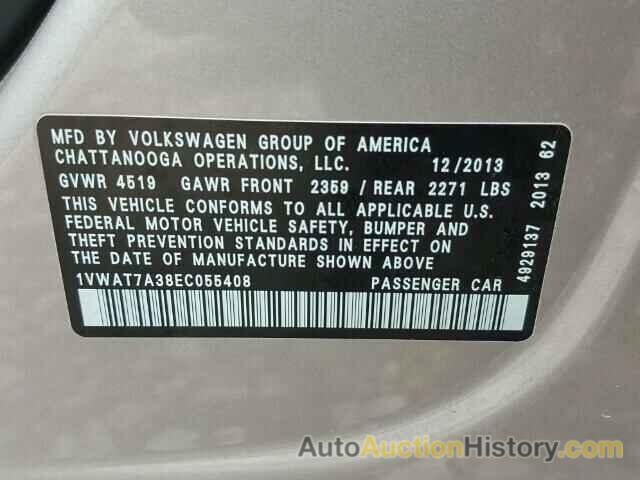 MFD BY VOLKSWAGEN GROUP OF AMERICA
CHATTANOOGA OPERATIONS, LLC. 12/2013
GVWR 4519 GAWR FRONT 2359 / REAR 2271 LBS
THIS VEHICLE CONFORMS TO ALL APPLICABLE U.S.
FEDERAL MOTOR VEHICLE SAFETY, BUMPER AND
THEFT PREVENTION STANDARDS IN EFFECT ON
THE DATE OF MANUFACTURE SHOWN ABOVE
1VWAT7A38EC055408 PASSENGER CAR
4929137 2013 62
AutoAuctionHistory.com